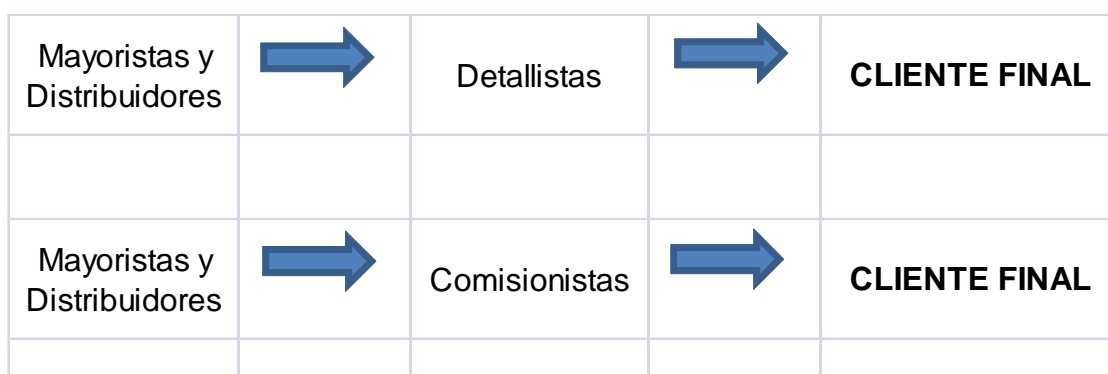 Mayoristas y
Distribuidores
Detallistas
CLIENTE FINAL
Mayoristas y
Distribuidores
Comisionistas
CLIENTE FINAL